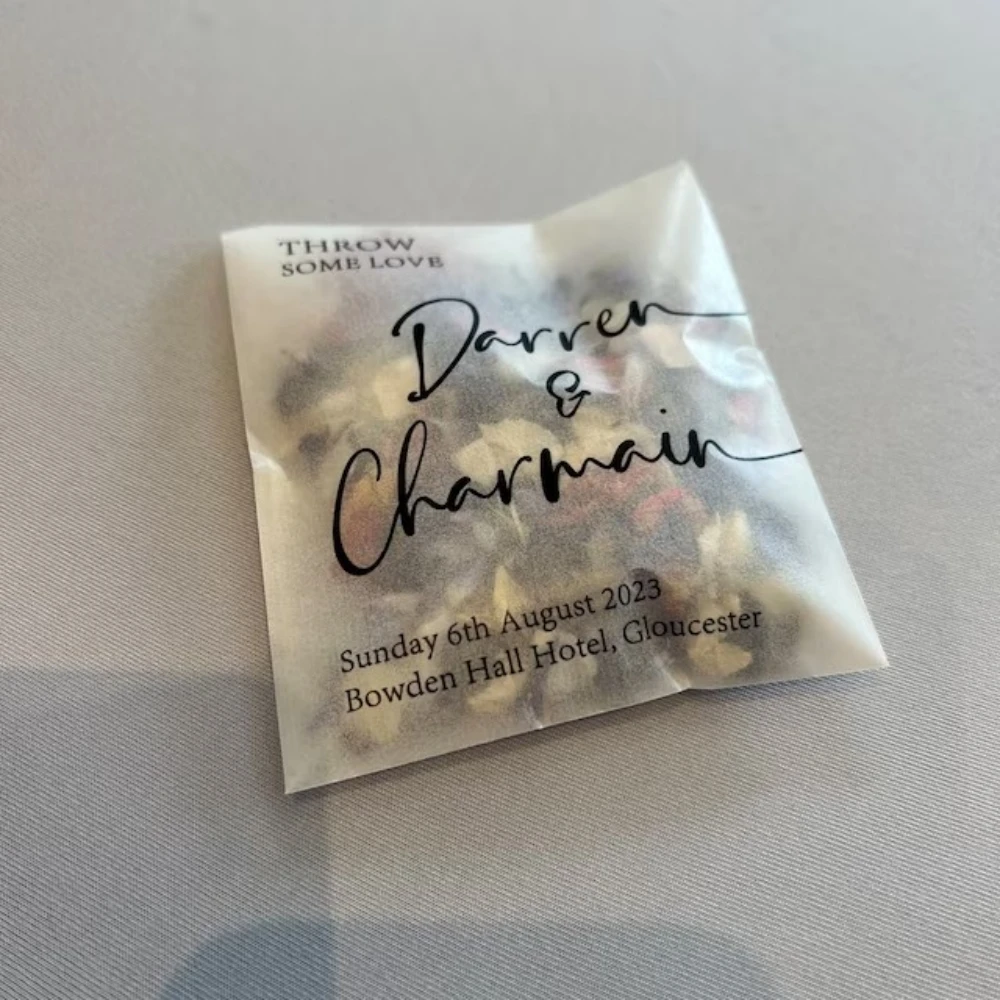 THROW
SOME LOVE
Darren
&
Charmain
Sunday 6th August 2023
Bowden Hall Hotel, Gloucester